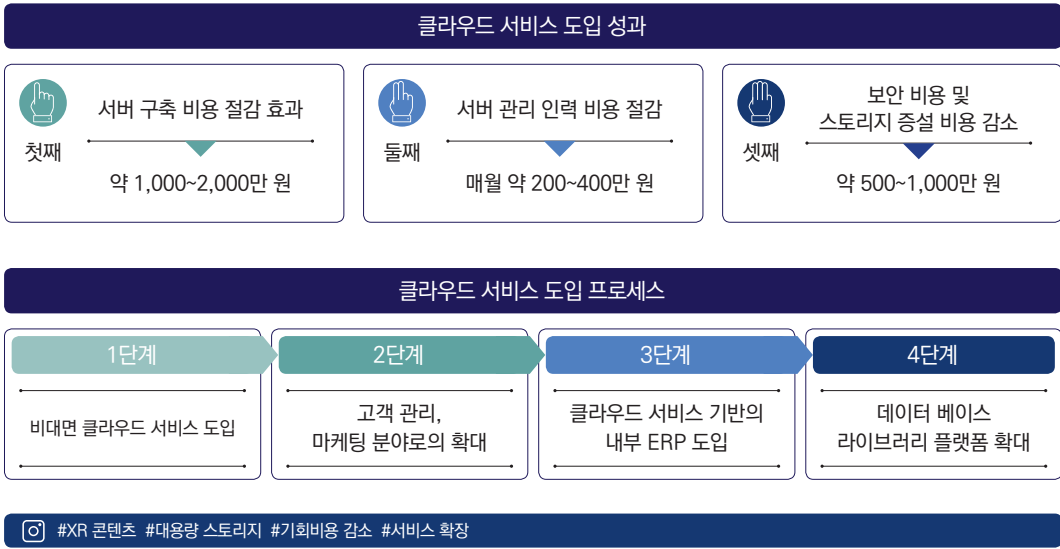 클라우드 서비스 도입 성과
첫째
서버 구축 비용 절감 효과
약 1,000~2,000만 원
둘째
서버 관리 인력 비용 절감
매월 약 200~400만 원
셋째
보안 비용 및
스토리지 증설 비용 감소
약 500~1,000만 원
클라우드 서비스 도입 프로세스
1단계
비대면 클라우드 서비스 도입
2단계
고객 관리,
마케팅 분야로의 확대
3단계
클라우드 서비스 기반의
내부 ERP 도입
4단계
데이터 베이스
라이브러리 플랫폼 확대
#XR 콘텐츠 #대용량 스토리지 #기회비용 감소 #서비스 확장